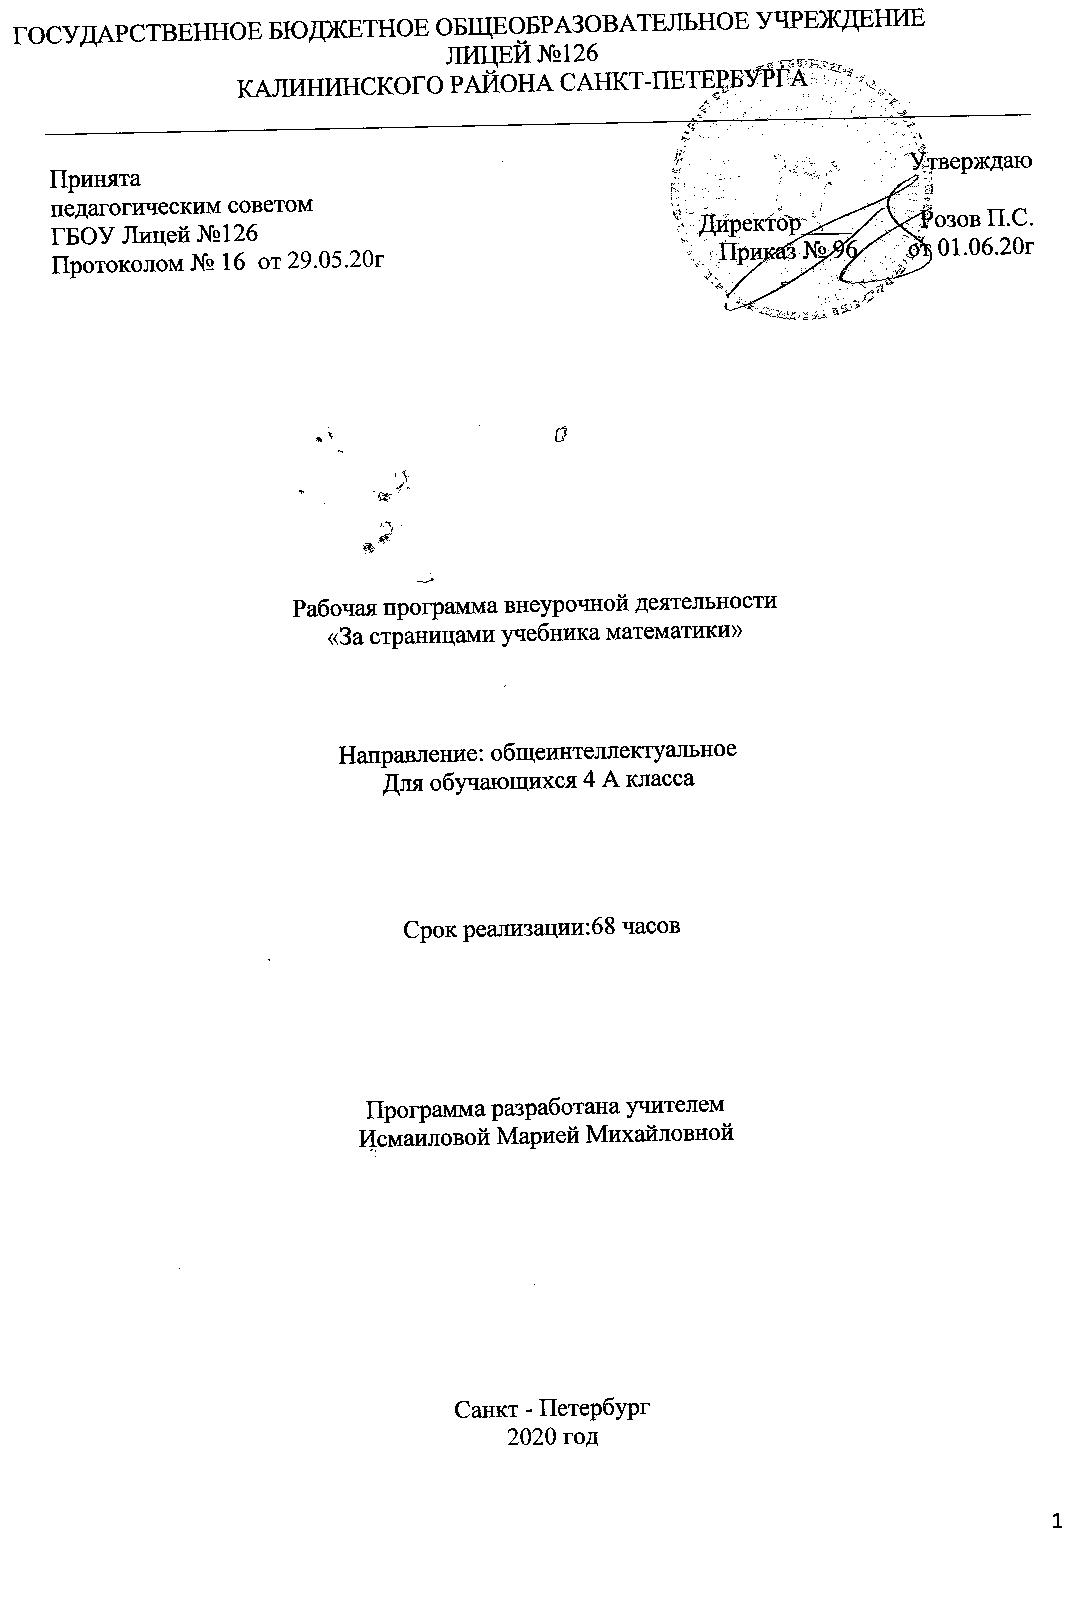 ГОСУДАРСТВЕННОЕ БЮДЖЕТНОЕ ОБЩЕОБРАЗОВАТЕЛЬНОЕ УЧРЕЖДЕНИЕ
ЛИЦЕЙ №126
КАЛИНИНСКОГО РАЙОНА САНКТ-ПЕТЕРБУРГА
Принята
педагогическим советом
ГБОУ Лицей №126
Протоколом № 16 от 29.05.20г
Утверждаю
Директор Розов П.С.
Приказ № 96 от 01.06.20г
Рабочая программа внеурочной деятельности
«За страницами учебника математики»
Направление: общеинтеллектуальное
Для обучающихся 4 А класса
Срок реализации:68 часов
Программа разработана учителем
Исмаиловой Марией Михайловной
Санкт - Петербург
2020 год
1